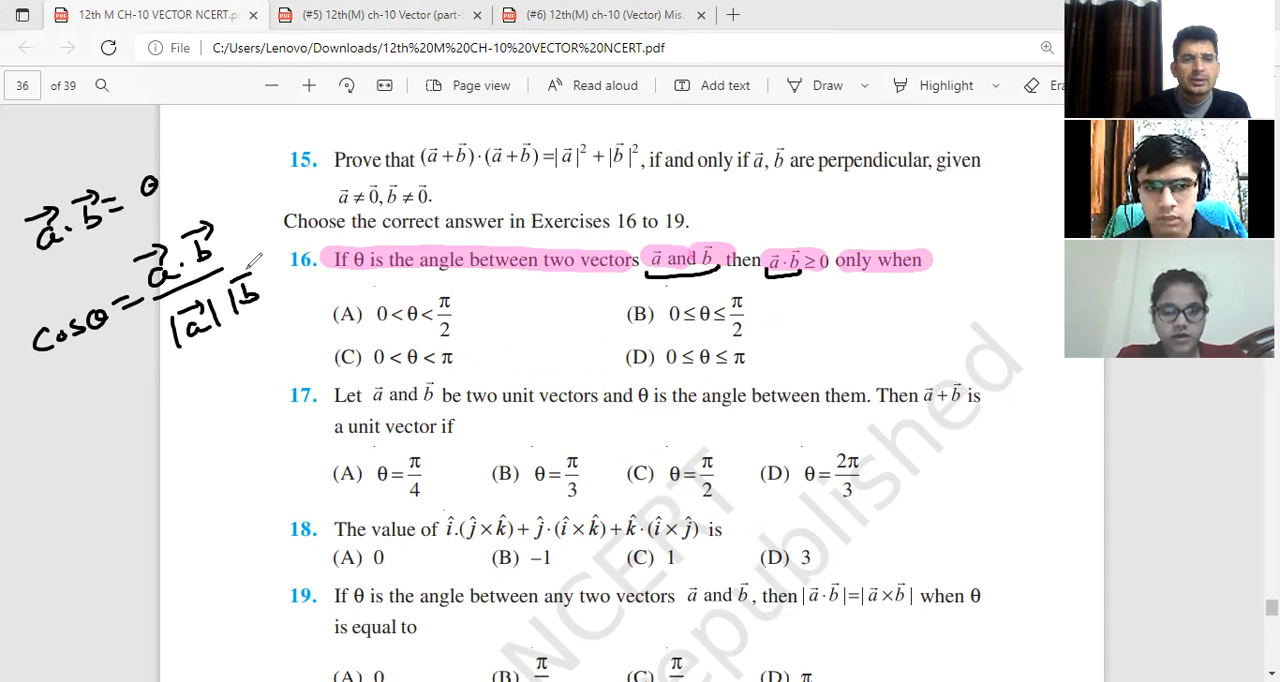 12th M CH-10 VECTOR NCERT.p
(#5) 12th(M) ch-10 Vector (part-
(#6) 12th(M) ch-10 (Vector) Mis
File C:/Users/Lenovo/Downloads/12th%20M%20CH-10%20VECTOR%20NCERT.pdf
36 of 39 Page view Read aloud Add text Draw Highlight Era
15. Prove that (a⃗ + b⃗) · (a⃗ + b⃗) = |a⃗|² + |b⃗|², if and only if a⃗, b⃗ are perpendicular, given
a⃗ ≠ 0⃗, b⃗ ≠ 0⃗.
a⃗ · b⃗ =
Choose the correct answer in Exercises 16 to 19.
16. If θ is the angle between two vectors a⃗ and b⃗, then a⃗ · b⃗ ≥ 0 only when
cosθ = a⃗ · b⃗ / |a⃗| |b
(A) 0 < θ < π/2 (B) 0 ≤ θ ≤ π/2
(C) 0 < θ < π (D) 0 ≤ θ ≤ π
17. Let a⃗ and b⃗ be two unit vectors and θ is the angle between them. Then a⃗ + b⃗ is
a unit vector if
(A) θ = π/4 (B) θ = π/3 (C) θ = π/2 (D) θ = 2π/3
18. The value of î.(ĵ × k̂) + ĵ · (î × k̂) + k̂ · (î × ĵ) is
(A) 0 (B) –1 (C) 1 (D) 3
19. If θ is the angle between any two vectors a⃗ and b⃗, then |a⃗ · b⃗| = |a⃗ × b⃗| when θ
is equal to
(A) 0 (B) π (C) π (D) π
NCERT
republished